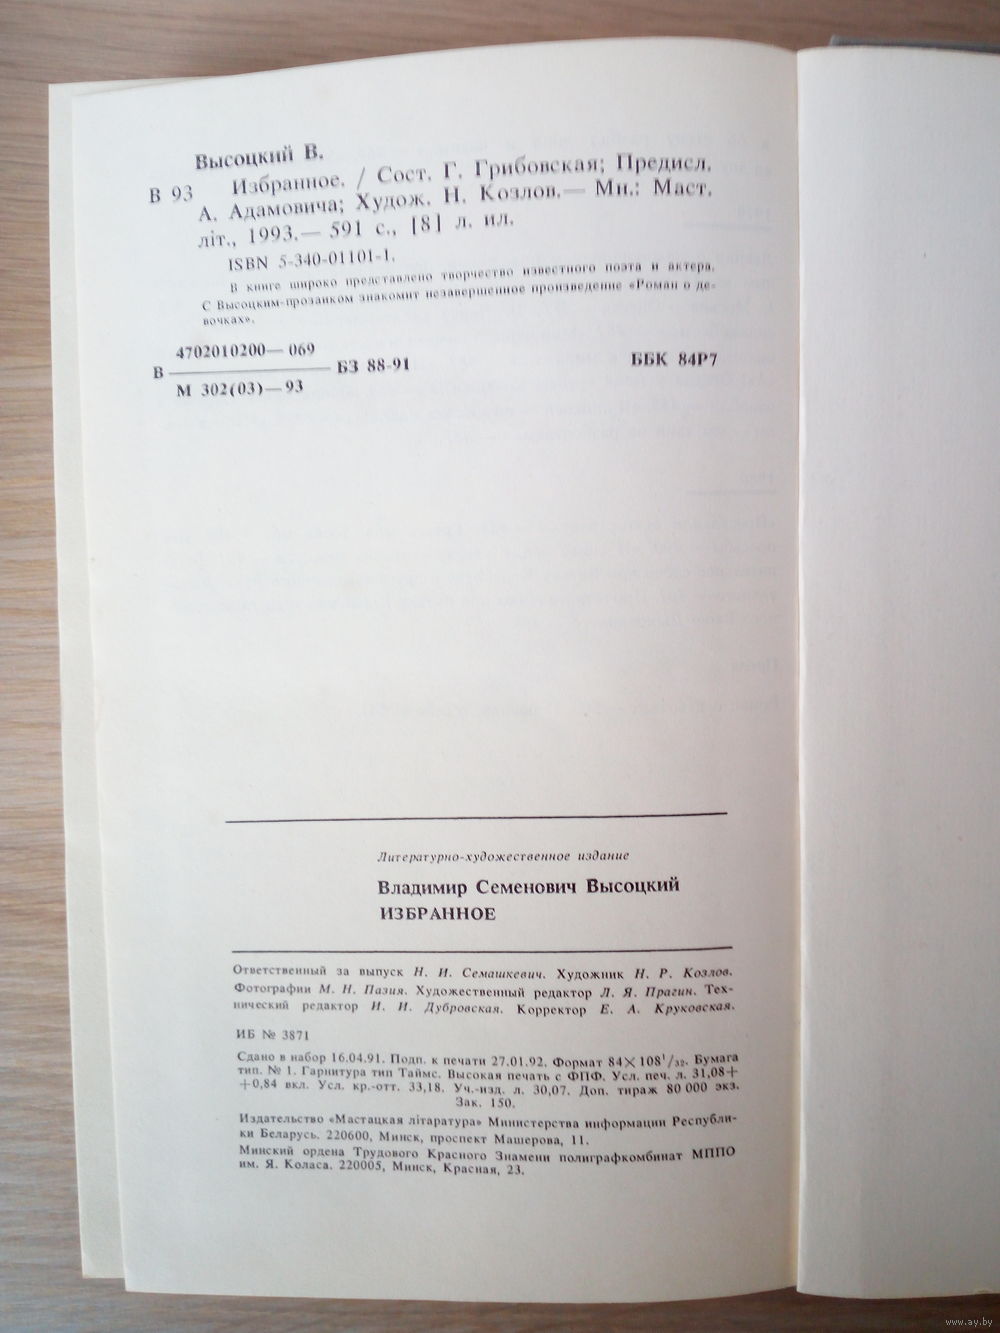 Высоцкий В.
В 93 Избранное. / Сост. Г. Грибовская; Предисл.
А. Адамовича; Худож. Н. Козлов.— Мн.: Маст.
літ., 1993.— 591 с., [8] л. ил.
ISBN 5-340-01101-1.
В книге широко представлено творчество известного поэта и актера.
С Высоцким-прозаиком знакомит незавершенное произведение «Роман о де-
вочках».
4702010200—069
В БЗ 88-91 ББК 84Р7
М 302(03)—93
Литературно-художественное издание
Владимир Семенович Высоцкий
ИЗБРАННОЕ
Ответственный за выпуск Н. И. Семашкевич. Художник Н. Р. Козлов.
Фотографии М. Н. Пазия. Художественный редактор Л. Я. Прагин. Тех-
нический редактор И. И. Дубровская. Корректор Е. А. Круковская.
ИБ № 3871
Сдано в набор 16.04.91. Подп. к печати 27.01.92. Формат 84×108¹/₃₂. Бумага
тип. № 1. Гарнитура тип Таймс. Высокая печать с ФПФ. Усл. печ. л. 31,08+
+0,84 вкл. Усл. кр.-отт. 33,18. Уч.-изд. л. 30,07. Доп. тираж 80 000 экз.
Зак. 150.
Издательство «Мастацкая літаратура» Министерства информации Республи-
ки Беларусь. 220600, Минск, проспект Машерова, 11.
Минский ордена Трудового Красного Знамени полиграфкомбинат МППО
им. Я. Коласа. 220005, Минск, Красная, 23.
www.ay.by